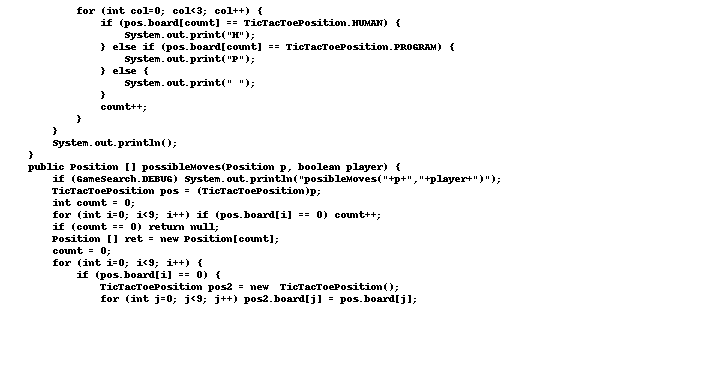 for (int col=0; col<3; col++) {
if (pos.board[count] == TicTacToePosition.HUMAN) {
System.out.print("H");
} else if (pos.board[count] == TicTacToePosition.PROGRAM) {
System.out.print("P");
} else {
System.out.print(" ");
}
count++;
}
}
System.out.println();
}
public Position [] possibleMoves(Position p, boolean player) {
if (GameSearch.DEBUG) System.out.println("posibleMoves("+p+","+player+")");
TicTacToePosition pos = (TicTacToePosition)p;
int count = 0;
for (int i=0; i<9; i++) if (pos.board[i] == 0) count++;
if (count == 0) return null;
Position [] ret = new Position[count];
count = 0;
for (int i=0; i<9; i++) {
if (pos.board[i] == 0) {
TicTacToePosition pos2 = new  TicTacToePosition();
for (int j=0; j<9; j++) pos2.board[j] = pos.board[j];